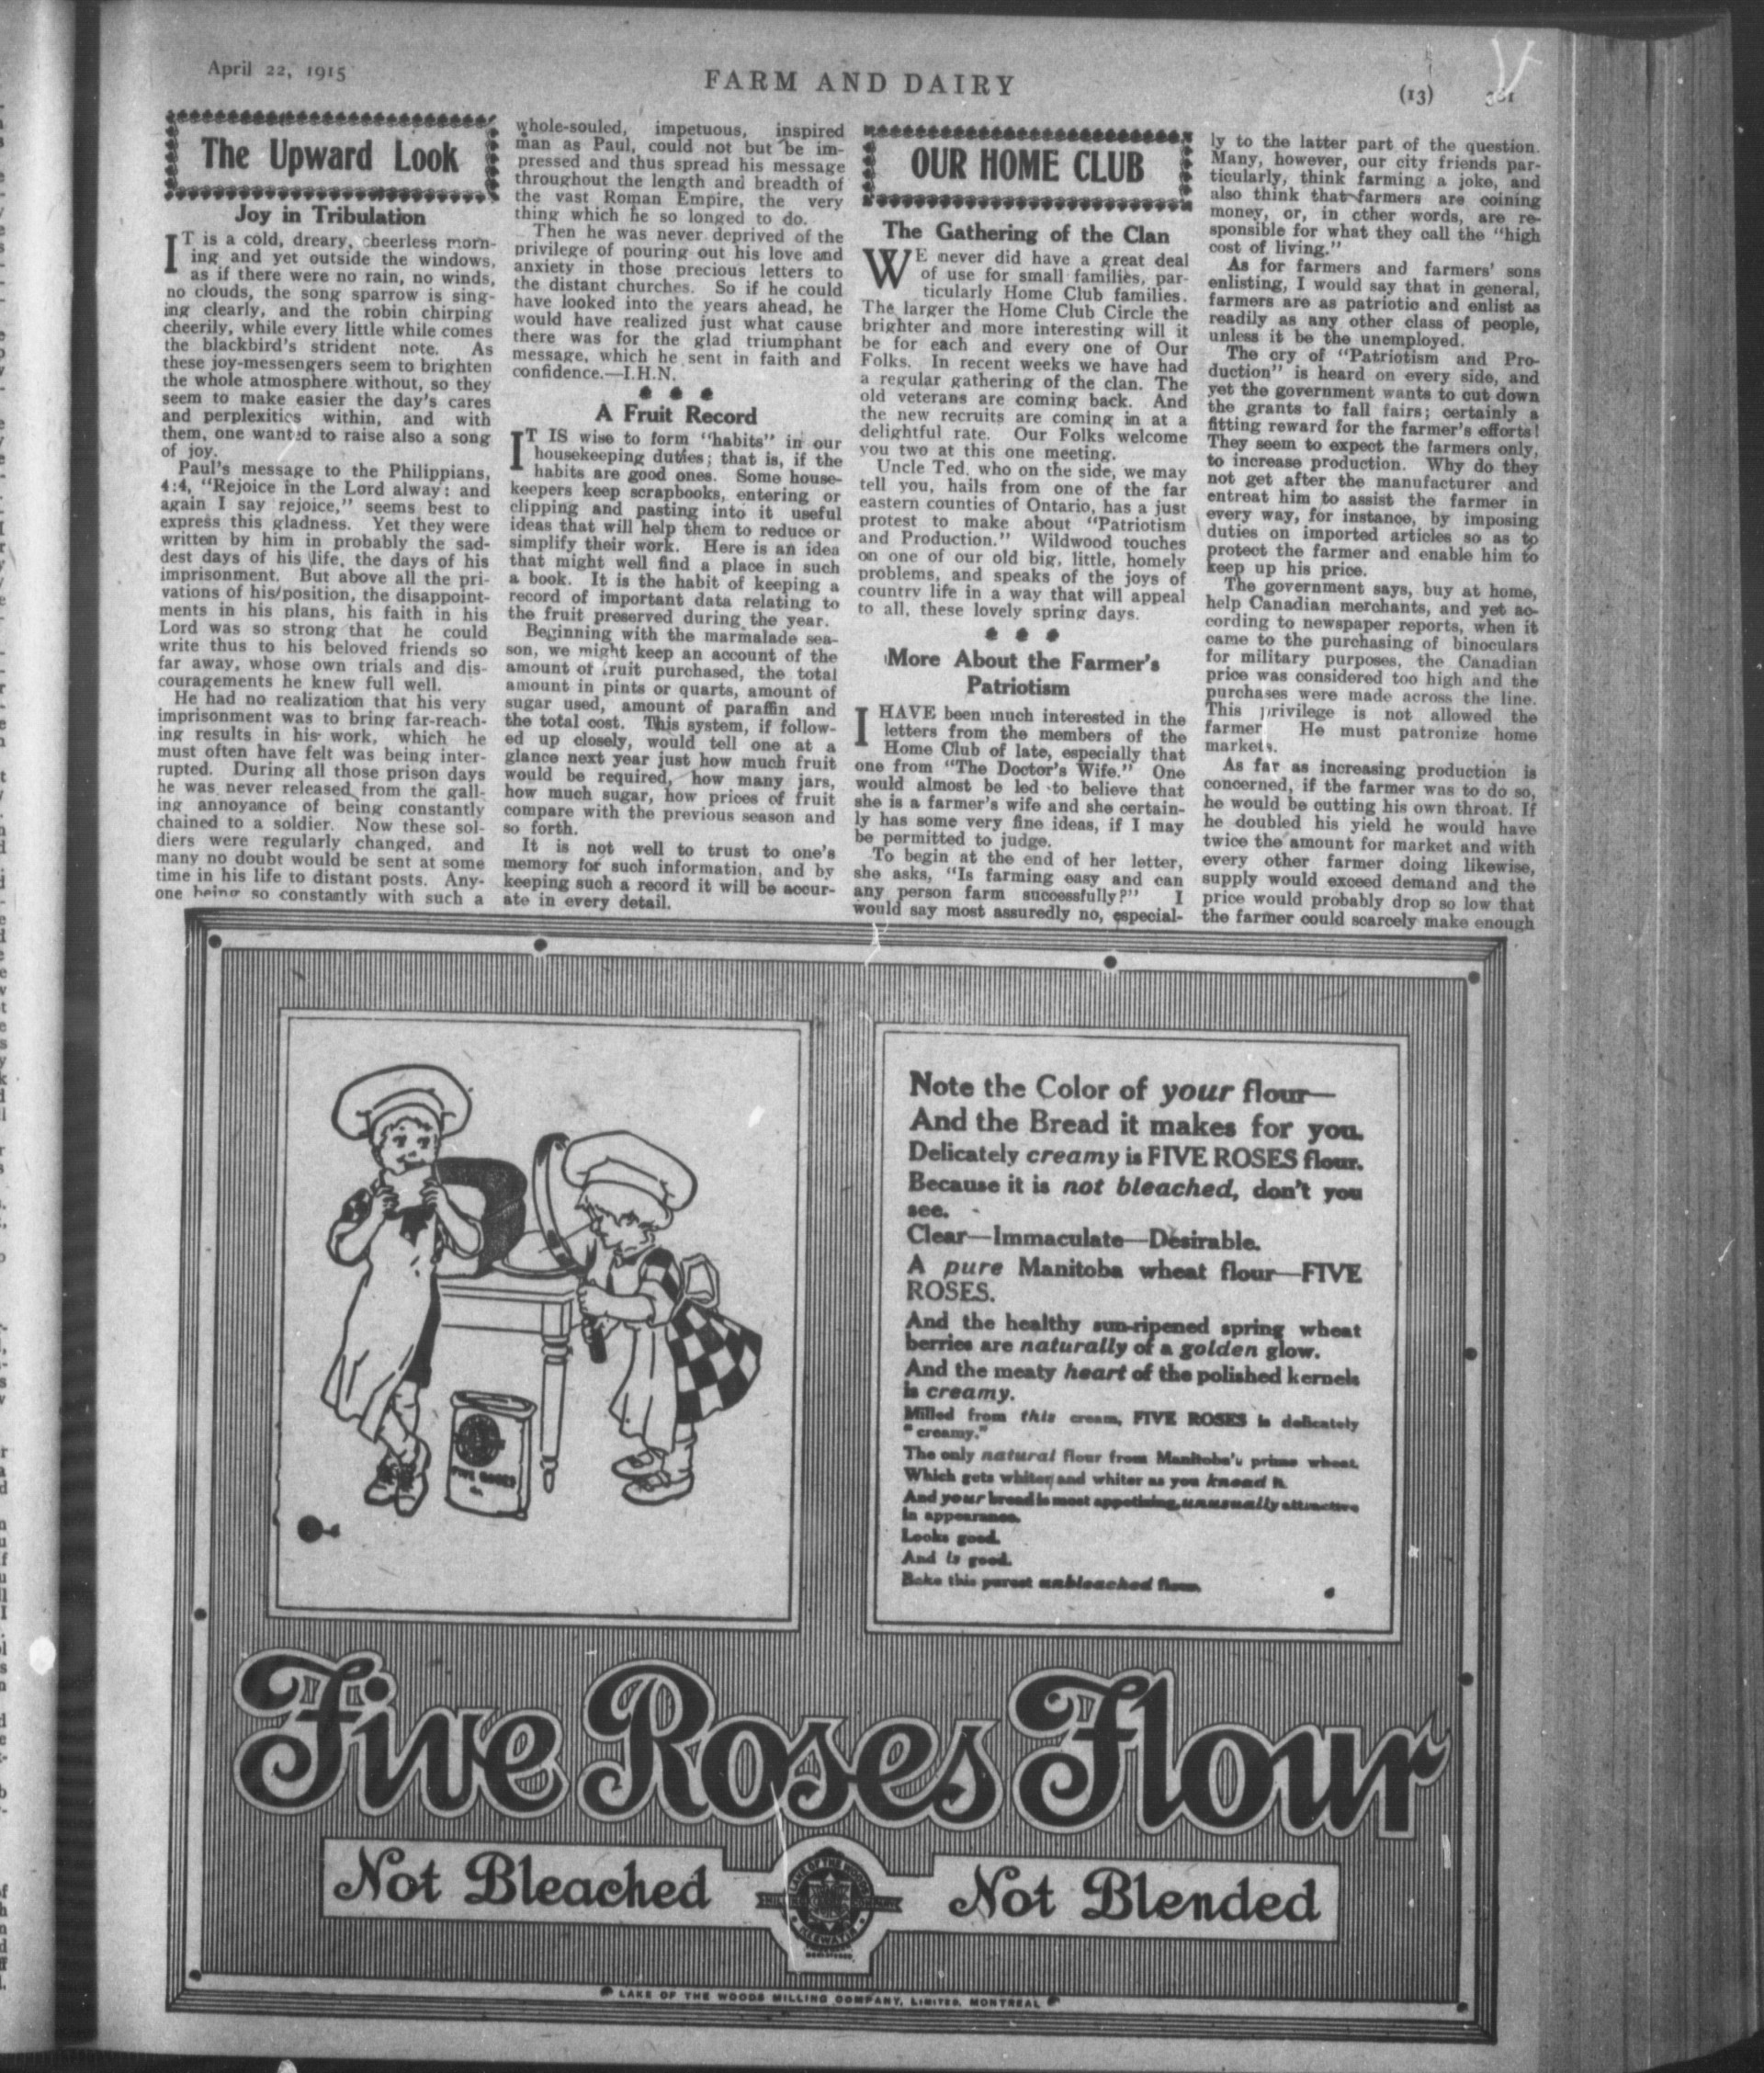 April 22, 1915
FARM AND DAIRY
(13)
The Upward Look
Joy in Tribulation
IT is a cold, dreary, cheerless morn-
ing and yet outside the windows,
as if there were no rain, no winds,
no clouds, the song sparrow is sing-
ing clearly, and the robin chirping
cheerily, while every little while comes
the blackbird's strident note. As
these joy-messengers seem to brighten
the whole atmosphere without, so they
seem to make easier the day's cares
and perplexities within, and with
them, one wanted to raise also a song
of joy.
Paul's message to the Philippians,
4:4, "Rejoice in the Lord alway: and
again I say rejoice," seems best to
express this gladness. Yet they were
written by him in probably the sad-
dest days of his life, the days of his
imprisonment. But above all the pri-
vations of his position, the disappoint-
ments in his plans, his faith in his
Lord was so strong that he could
write thus to his beloved friends so
far away, whose own trials and dis-
couragements he knew full well.
He had no realization that his very
imprisonment was to bring far-reach-
ing results in his work, which he
must often have felt was being inter-
rupted. During all those prison days
he was never released from the gall-
ing annoyance of being constantly
chained to a soldier. Now these sol-
diers were regularly changed, and
many no doubt would be sent at some
time in his life to distant posts. Any-
one being so constantly with such a
whole-souled, impetuous, inspired
man as Paul, could not but be im-
pressed and thus spread his message
throughout the length and breadth of
the vast Roman Empire, the very
thing which he so longed to do.
Then he was never deprived of the
privilege of pouring out his love and
anxiety in those precious letters to
the distant churches. So if he could
have looked into the years ahead, he
would have realized just what cause
there was for the glad triumphant
message, which he sent in faith and
confidence.—I.H.N.
A Fruit Record
IT IS wise to form "habits" in our
housekeeping duties; that is, if the
habits are good ones. Some house-
keepers keep scrapbooks, entering or
clipping and pasting into it useful
ideas that will help them to reduce or
simplify their work. Here is an idea
that might well find a place in such
a book. It is the habit of keeping a
record of important data relating to
the fruit preserved during the year.
Beginning with the marmalade sea-
son, we might keep an account of the
amount of fruit purchased, the total
amount in pints or quarts, amount of
sugar used, amount of paraffin and
the total cost. This system, if follow-
ed up closely, would tell one at a
glance next year just how much fruit
would be required, how many jars,
how much sugar, how prices of fruit
compare with the previous season and
so forth.
It is not well to trust to one's
memory for such information, and by
keeping such a record it will be accur-
ate in every detail.
OUR HOME CLUB
The Gathering of the Clan
WE never did have a great deal
of use for small families, par-
ticularly Home Club families.
The larger the Home Club Circle the
brighter and more interesting will it
be for each and every one of Our
Folks. In recent weeks we have had
a regular gathering of the clan. The
old veterans are coming back. And
the new recruits are coming in at a
delightful rate. Our Folks welcome
you two at this one meeting.
Uncle Ted, who on the side, we may
tell you, hails from one of the far
eastern counties of Ontario, has a just
protest to make about "Patriotism
and Production." Wildwood touches
on one of our old big, little, homely
problems, and speaks of the joys of
country life in a way that will appeal
to all, these lovely spring days.
More About the Farmer's
Patriotism
I HAVE been much interested in the
letters from the members of the
Home Club of late, especially that
one from "The Doctor's Wife." One
would almost be led to believe that
she is a farmer's wife and she certain-
ly has some very fine ideas, if I may
be permitted to judge.
To begin at the end of her letter,
she asks, "Is farming easy and can
any person farm successfully?" I
would say most assuredly no, especial-
ly to the latter part of the question.
Many, however, our city friends par-
ticularly, think farming a joke, and
also think that farmers are coining
money, or, in other words, are re-
sponsible for what they call the "high
cost of living."
As for farmers and farmers' sons
enlisting, I would say that in general,
farmers are as patriotic and enlist as
readily as any other class of people,
unless it be the unemployed.
The cry of "Patriotism and Pro-
duction" is heard on every side, and
yet the government wants to cut down
the grants to fall fairs; certainly a
fitting reward for the farmer's efforts!
They seem to expect the farmers only,
to increase production. Why do they
not get after the manufacturer and
entreat him to assist the farmer in
every way, for instance, by imposing
duties on imported articles so as to
protect the farmer and enable him to
keep up his price.
The government says, buy at home,
help Canadian merchants, and yet ac-
cording to newspaper reports, when it
came to the purchasing of binoculars
for military purposes, the Canadian
price was considered too high and the
purchases were made across the line.
This privilege is not allowed the
farmer He must patronize home
markets.
As far as increasing production is
concerned, if the farmer was to do so,
he would be cutting his own throat. If
he doubled his yield he would have
twice the amount for market and with
every other farmer doing likewise,
supply would exceed demand and the
price would probably drop so low that
the farmer could scarcely make enough
Note the Color of your flour—
And the Bread it makes for you.
Delicately creamy is FIVE ROSES flour.
Because it is not bleached, don't you
see.
Clear—Immaculate—Desirable.
A pure Manitoba wheat flour—FIVE
ROSES.
And the healthy sun-ripened spring wheat
berries are naturally of a golden glow.
And the meaty heart of the polished kernels
is creamy.
Milled from this cream, FIVE ROSES is delicately
"creamy."
The only natural flour from Manitoba's prime wheat.
Which gets whiter and whiter as you knead it.
And your bread is most appetizing, unusually attractive
in appearance.
Looks good.
And is good.
Bake this purest unbleached flour.
FIVE ROSES
Five Roses Flour
Not Bleached
LAKE OF THE WOODS
MILLING COMPANY
KEEWATIN
Not Blended
LAKE OF THE WOODS MILLING COMPANY, LIMITED, MONTREAL